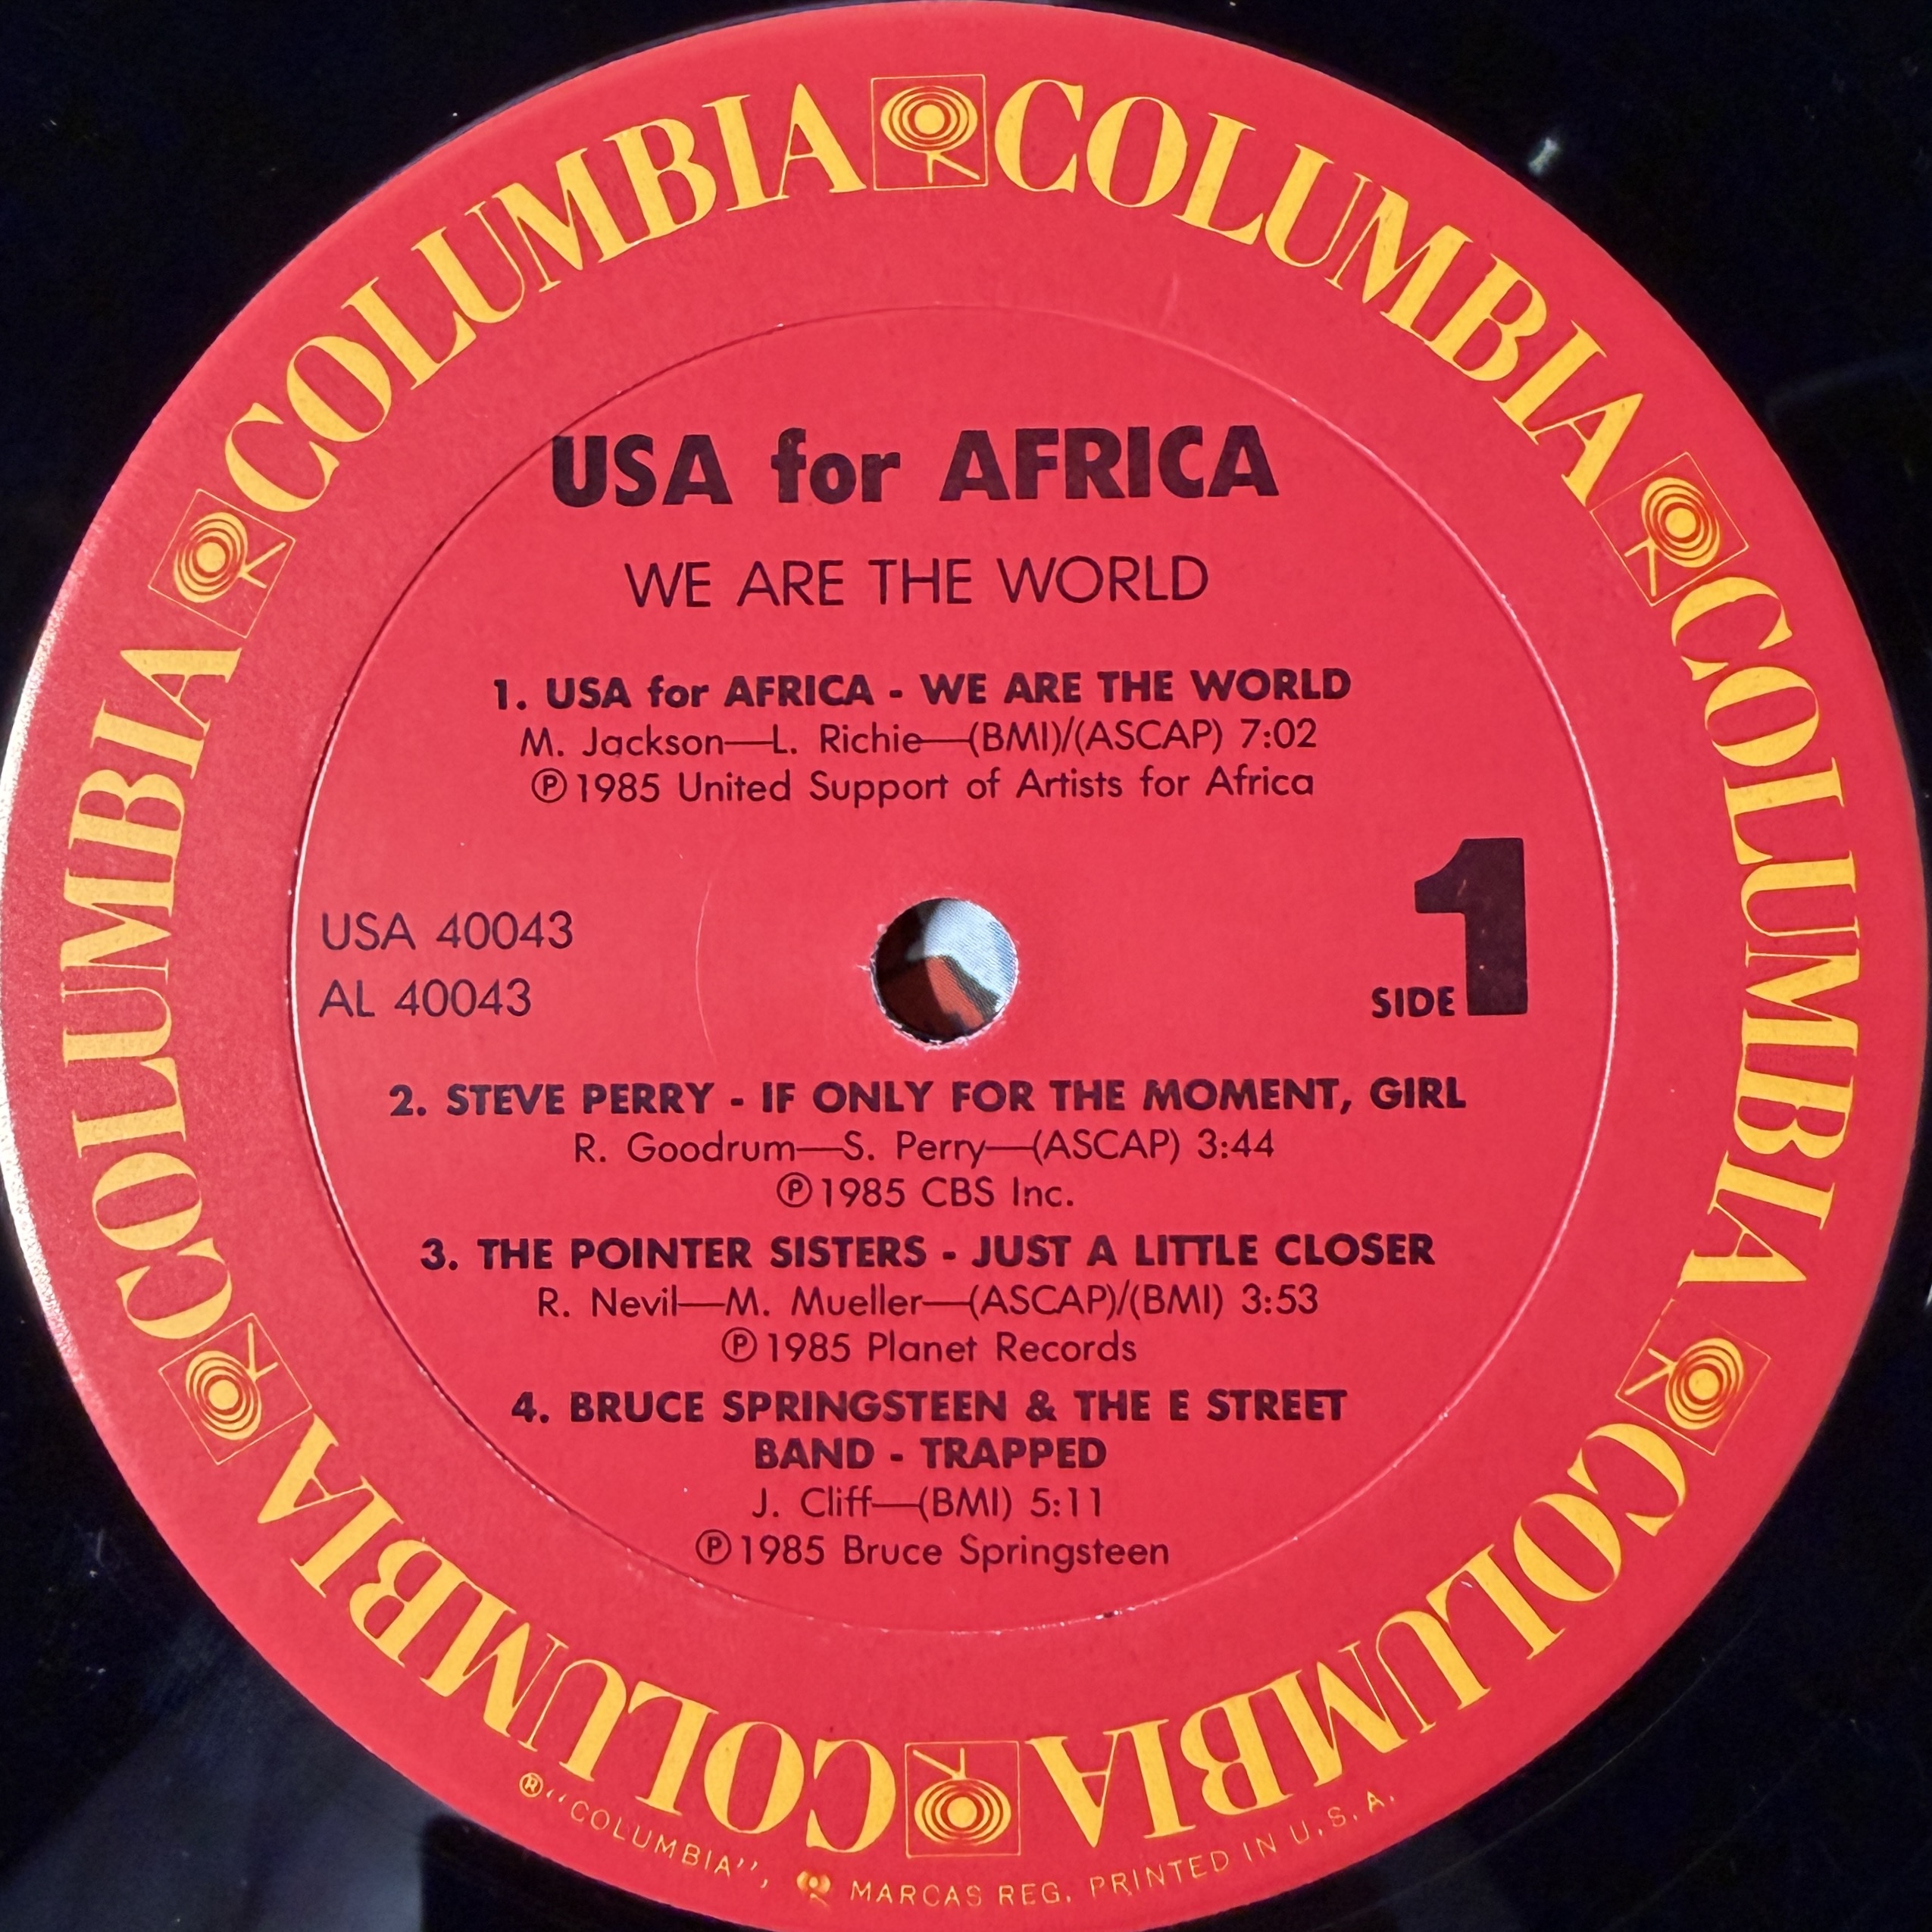 COLUMBIA COLUMBIA COLUMBIA COLUMBIA COLUMBIA COLUMBIA
USA for AFRICA
WE ARE THE WORLD
1. USA for AFRICA - WE ARE THE WORLD
M. Jackson—L. Richie—(BMI)/(ASCAP) 7:02
℗1985 United Support of Artists for Africa
USA 40043
AL 40043
SIDE 1
2. STEVE PERRY - IF ONLY FOR THE MOMENT, GIRL
R. Goodrum—S. Perry—(ASCAP) 3:44
℗1985 CBS Inc.
3. THE POINTER SISTERS - JUST A LITTLE CLOSER
R. Nevil—M. Mueller—(ASCAP)/(BMI) 3:53
℗1985 Planet Records
4. BRUCE SPRINGSTEEN & THE E STREET
BAND - TRAPPED
J. Cliff—(BMI) 5:11
℗1985 Bruce Springsteen
®"COLUMBIA", MARCAS REG. PRINTED IN U.S.A.